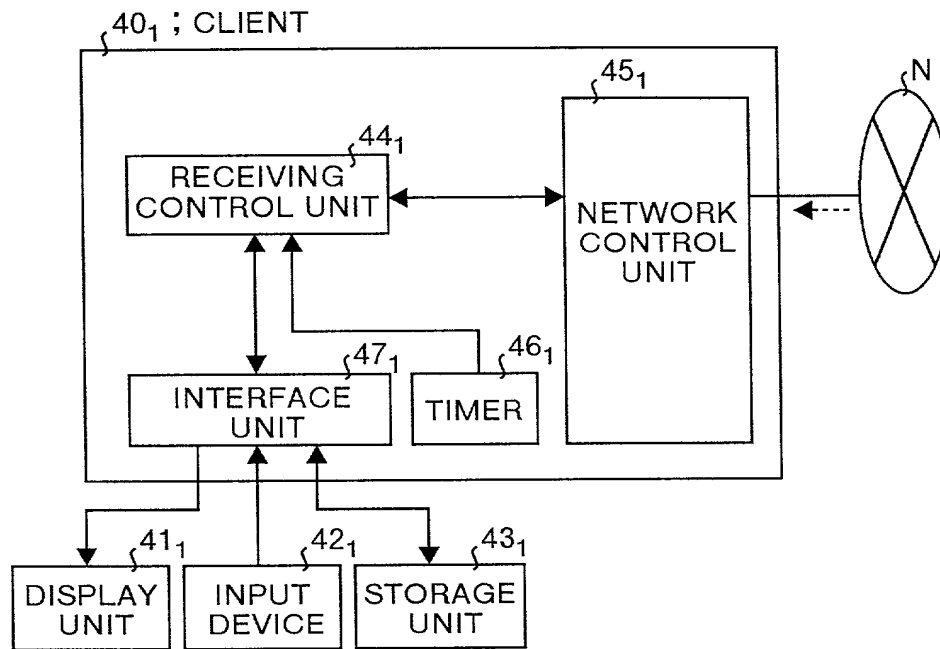 40₁ ; CLIENT
N
45₁
44₁
RECEIVING
CONTROL UNIT
NETWORK
CONTROL
UNIT
47₁
46₁
INTERFACE
UNIT
TIMER
41₁
42₁
43₁
DISPLAY
UNIT
INPUT
DEVICE
STORAGE
UNIT